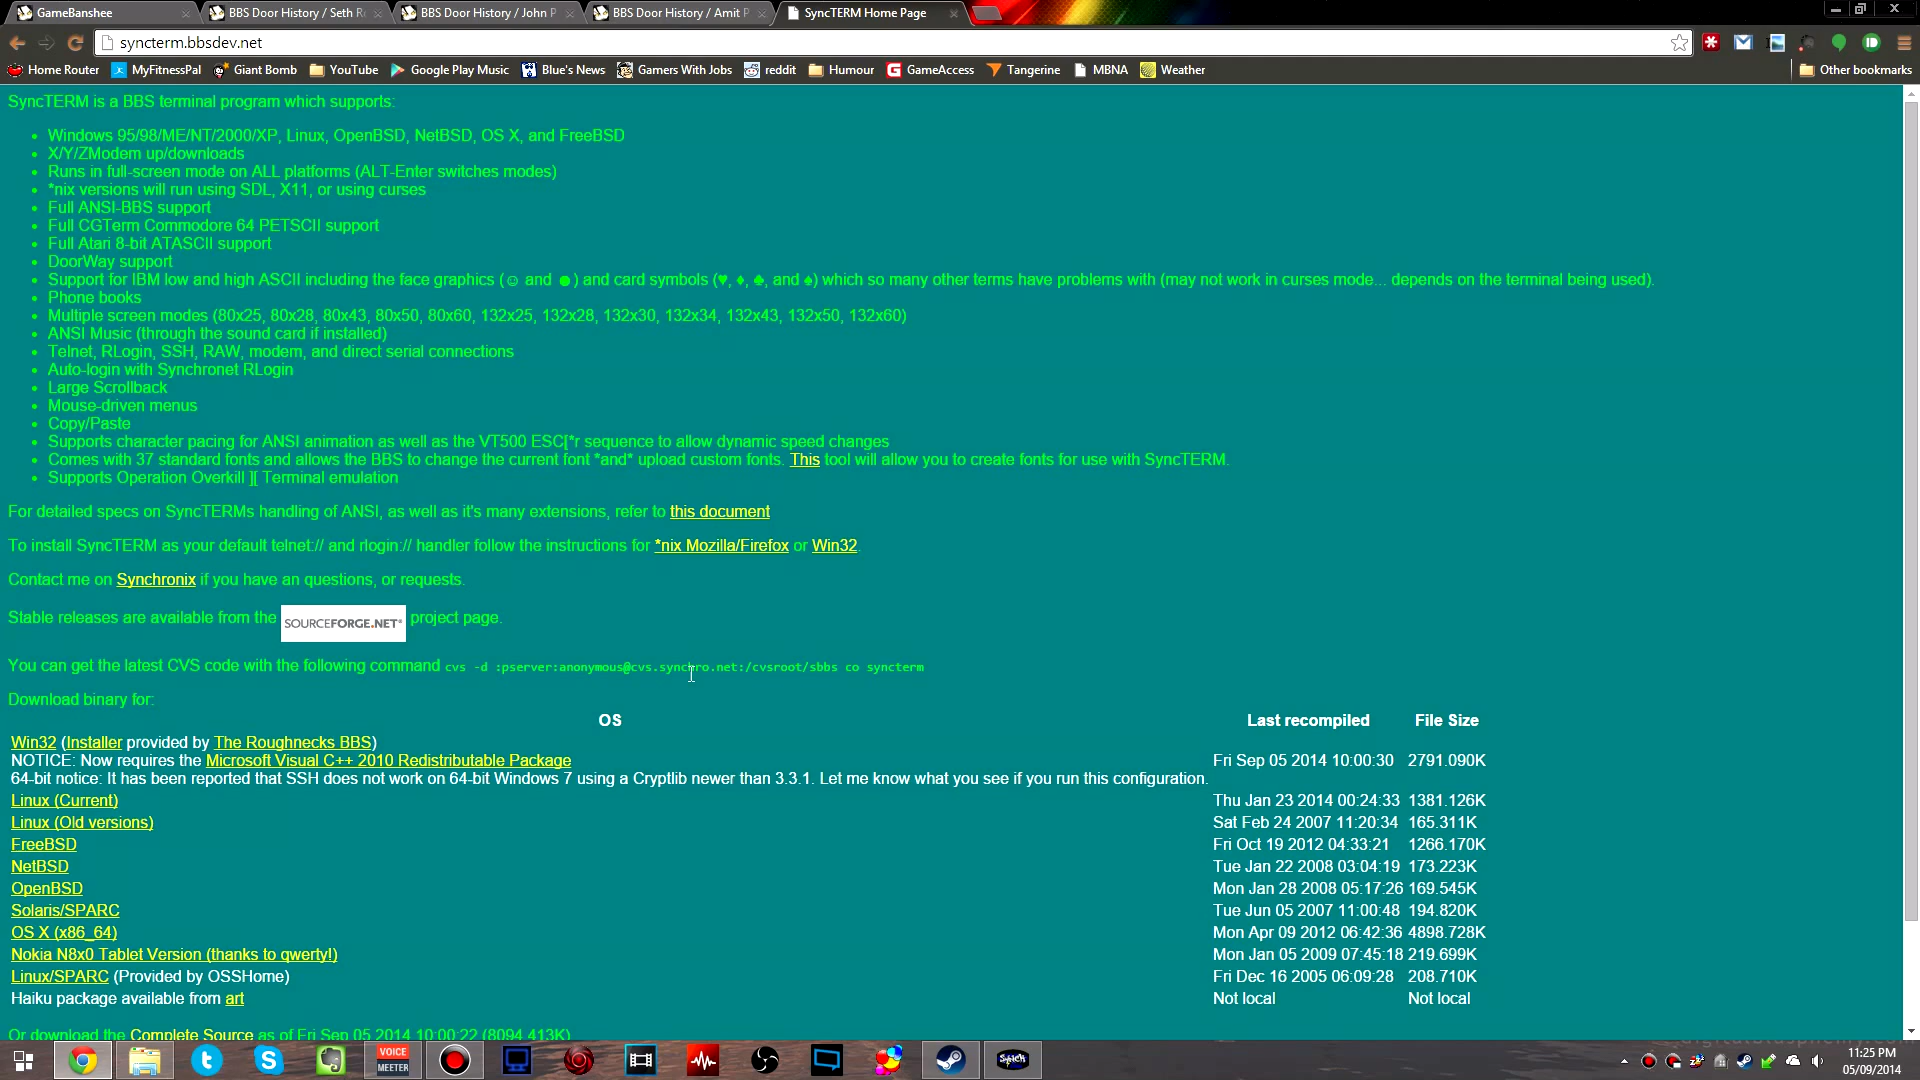 GameBanshee
BBS Door History / Seth R
BBS Door History / John P
BBS Door History / Amit P
SyncTERM Home Page
syncterm.bbsdev.net
Home Router
MyFitnessPal
Giant Bomb
YouTube
Google Play Music
Blue's News
Gamers With Jobs
reddit
Humour
GameAccess
Tangerine
MBNA
Weather
Other bookmarks
SyncTERM is a BBS terminal program which supports:
• Windows 95/98/ME/NT/2000/XP, Linux, OpenBSD, NetBSD, OS X, and FreeBSD
• X/Y/ZModem up/downloads
• Runs in full-screen mode on ALL platforms (ALT-Enter switches modes)
• *nix versions will run using SDL, X11, or using curses
• Full ANSI-BBS support
• Full CGTerm Commodore 64 PETSCII support
• Full Atari 8-bit ATASCII support
• DoorWay support
• Support for IBM low and high ASCII including the face graphics (☺ and ☻) and card symbols (♥, ♦, ♣, and ♠) which so many other terms have problems with (may not work in curses mode... depends on the terminal being used).
• Phone books
• Multiple screen modes (80x25, 80x28, 80x43, 80x50, 80x60, 132x25, 132x28, 132x30, 132x34, 132x43, 132x50, 132x60)
• ANSI Music (through the sound card if installed)
• Telnet, RLogin, SSH, RAW, modem, and direct serial connections
• Auto-login with Synchronet RLogin
• Large Scrollback
• Mouse-driven menus
• Copy/Paste
• Supports character pacing for ANSI animation as well as the VT500 ESC[*r sequence to allow dynamic speed changes
• Comes with 37 standard fonts and allows the BBS to change the current font *and* upload custom fonts. This tool will allow you to create fonts for use with SyncTERM.
• Supports Operation Overkill ][ Terminal emulation
For detailed specs on SyncTERMs handling of ANSI, as well as it's many extensions, refer to this document
To install SyncTERM as your default telnet:// and rlogin:// handler follow the instructions for *nix Mozilla/Firefox or Win32.
Contact me on Synchronix if you have an questions, or requests.
Stable releases are available from the SOURCEFORGE.NET® project page.
You can get the latest CVS code with the following command cvs -d :pserver:anonymous@cvs.synchro.net:/cvsroot/sbbs co syncterm
Download binary for:
OS Last recompiled File Size
Win32 (Installer provided by The Roughnecks BBS)
NOTICE: Now requires the Microsoft Visual C++ 2010 Redistributable Package Fri Sep 05 2014 10:00:30 2791.090K
64-bit notice: It has been reported that SSH does not work on 64-bit Windows 7 using a Cryptlib newer than 3.3.1. Let me know what you see if you run this configuration.
Linux (Current) Thu Jan 23 2014 00:24:33 1381.126K
Linux (Old versions) Sat Feb 24 2007 11:20:34 165.311K
FreeBSD Fri Oct 19 2012 04:33:21 1266.170K
NetBSD Tue Jan 22 2008 03:04:19 173.223K
OpenBSD Mon Jan 28 2008 05:17:26 169.545K
Solaris/SPARC Tue Jun 05 2007 11:00:48 194.820K
OS X (x86_64) Mon Apr 09 2012 06:42:36 4898.728K
Nokia N8x0 Tablet Version (thanks to qwerty!) Mon Jan 05 2009 07:45:18 219.699K
Linux/SPARC (Provided by OSSHome) Fri Dec 16 2005 06:09:28 208.710K
Haiku package available from art Not local Not local
Or download the Complete Source as of Fri Sep 05 2014 10:00:22 (8094.413K)
VOICE
MEETER
11:25 PM
05/09/2014